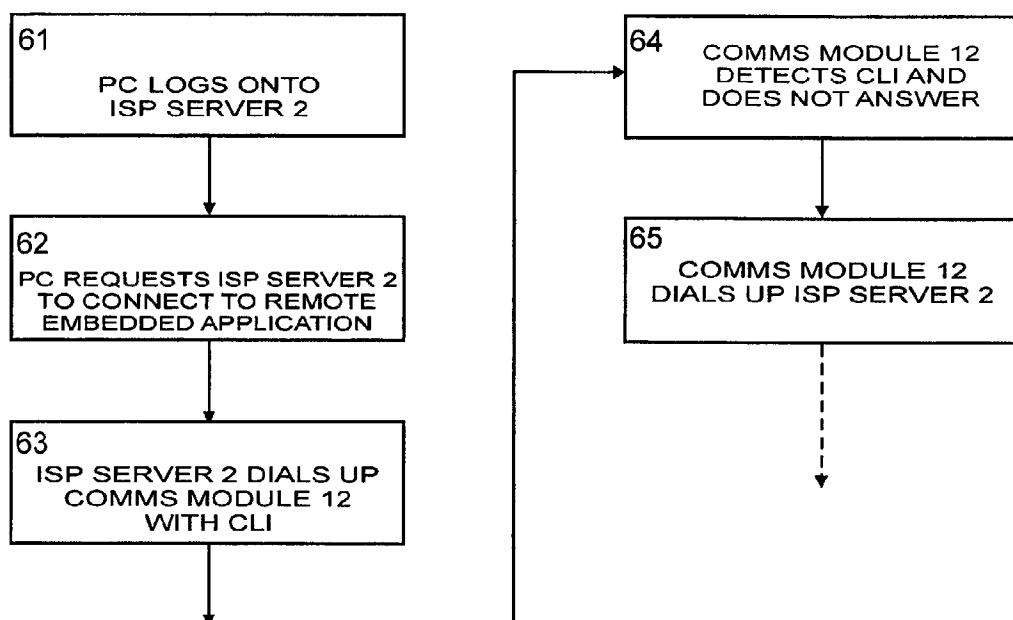 61
PC LOGS ONTO
ISP SERVER 2
62
PC REQUESTS ISP SERVER 2
TO CONNECT TO REMOTE
EMBEDDED APPLICATION
63
ISP SERVER 2 DIALS UP
COMMS MODULE 12
WITH CLI
64
COMMS MODULE 12
DETECTS CLI AND
DOES NOT ANSWER
65
COMMS MODULE 12
DIALS UP ISP SERVER 2